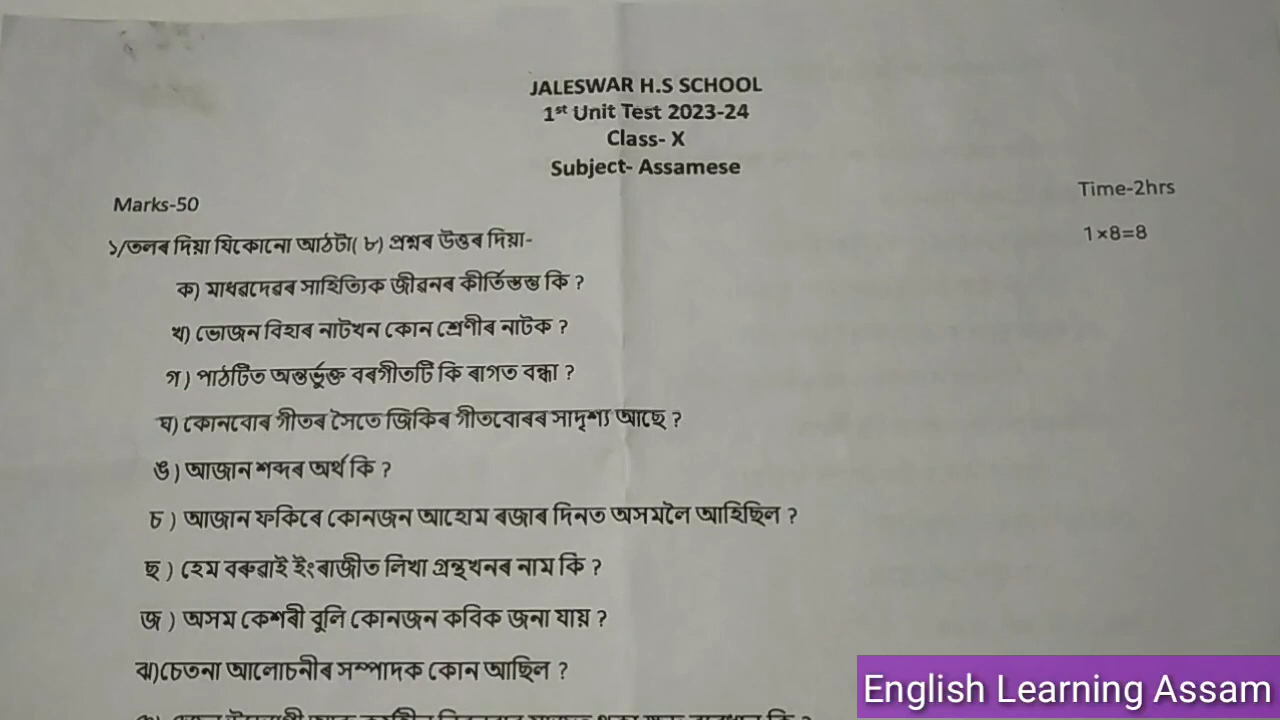 JALESWAR H.S SCHOOL
1st Unit Test 2023-24
Class- X
Subject- Assamese
Marks-50
Time-2hrs
১/তলৰ দিয়া যিকোনো আঠটা( ৮) প্ৰশ্নৰ উত্তৰ দিয়া-
1×8=8
ক) মাধৱদেৱৰ সাহিত্যিক জীৱনৰ কীৰ্তিস্তম্ভ কি ?
খ) ভোজন বিহাৰ নাটখন কোন শ্ৰেণীৰ নাটক ?
গ) পাঠটিত অন্তৰ্ভুক্ত বৰগীতটি কি ৰাগত বন্ধা ?
ঘ) কোনবোৰ গীতৰ সৈতে জিকিৰ গীতবোৰৰ সাদৃশ্য আছে ?
ঙ) আজান শব্দৰ অৰ্থ কি ?
চ ) আজান ফকিৰে কোনজন আহোম ৰজাৰ দিনত অসমলৈ আহিছিল ?
ছ ) হেম বৰুৱাই ইংৰাজীত লিখা গ্ৰন্থখনৰ নাম কি ?
জ ) অসম কেশৰী বুলি কোনজন কবিক জনা যায় ?
ঝ)চেতনা আলোচনীৰ সম্পাদক কোন আছিল ?
English Learning Assam